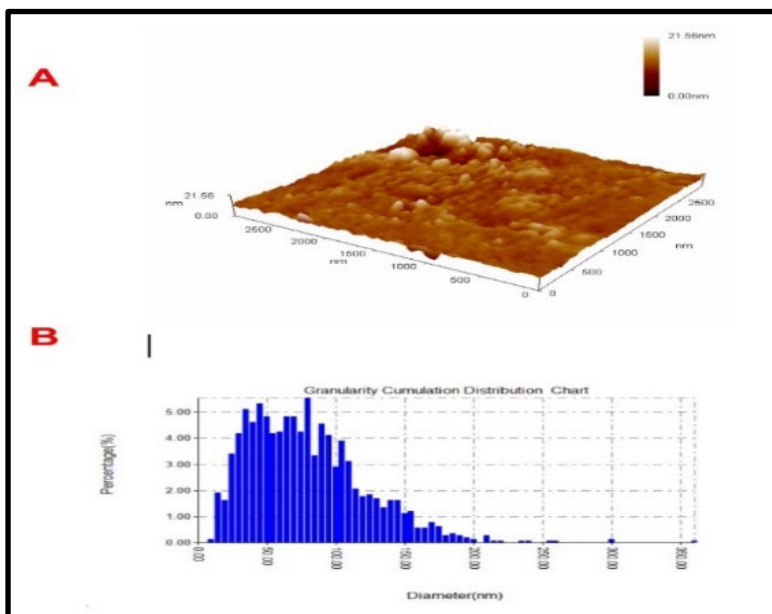 A
21.56nm
0.00nm
21.56
nm
0.00
2500
2000
1500
nm
1000
500
0
0
500
1000
nm
1500
2000
2500
B
Granularity Cumulation Distribution Chart
Percentage(%)
5.00
4.00
3.00
2.00
1.00
0.00
0.00
50.00
100.00
150.00
200.00
250.00
300.00
350.00
Diameter(nm)